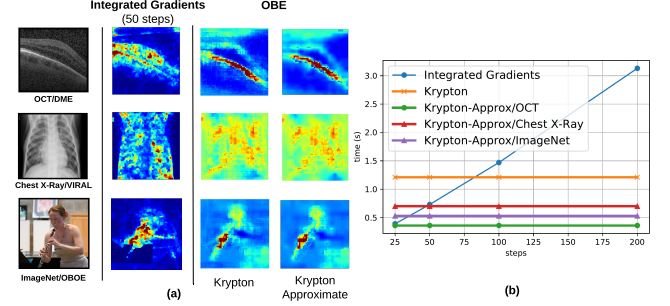 Integrated Gradients
(50 steps)
OBE
OCT/DME
Chest X-Ray/VIRAL
ImageNet/OBOE
Krypton
Krypton
Approximate
(a)
Integrated Gradients
Krypton
Krypton-Approx/OCT
Krypton-Approx/Chest X-Ray
Krypton-Approx/ImageNet
time (s)
3.0
2.5
2.0
1.5
1.0
0.5
25 50 75 100 125 150 175 200
steps
(b)